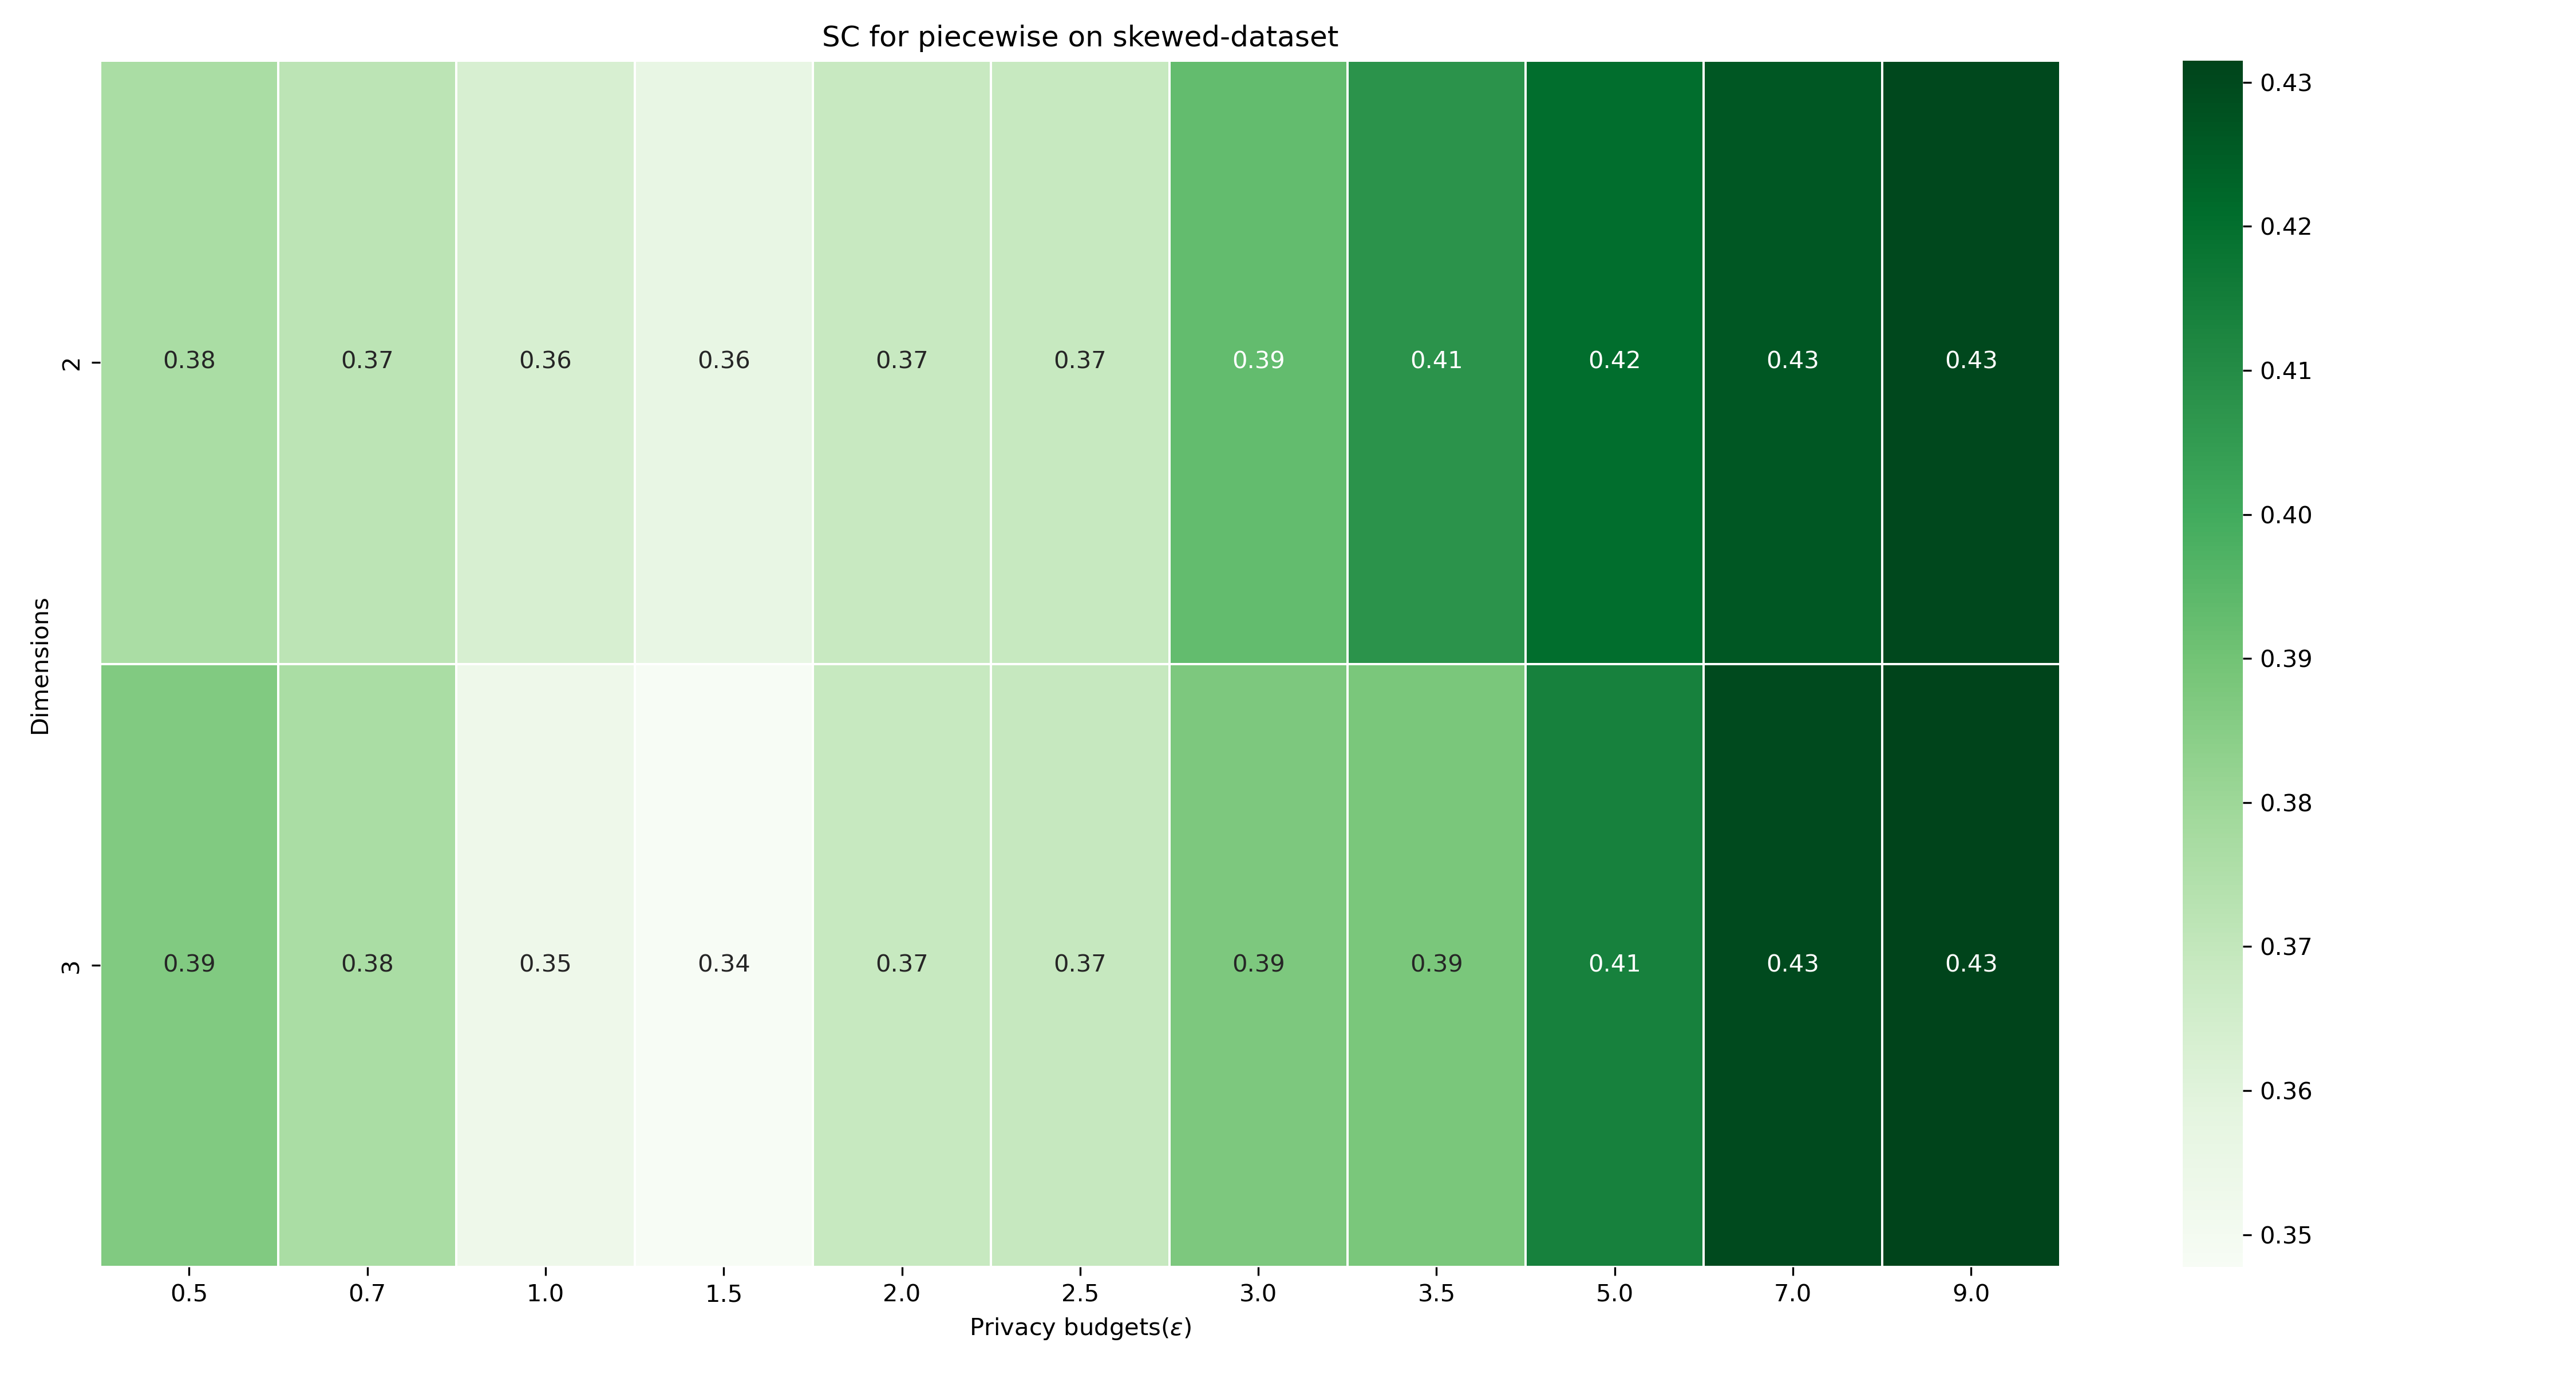 SC for piecewise on skewed-dataset
Dimensions
2
0.38 0.37 0.36 0.36 0.37 0.37 0.39 0.41 0.42 0.43 0.43
3
0.39 0.38 0.35 0.34 0.37 0.37 0.39 0.39 0.41 0.43 0.43
0.5 0.7 1.0 1.5 2.0 2.5 3.0 3.5 5.0 7.0 9.0
Privacy budgets(ε)
0.43
0.42
0.41
0.40
0.39
0.38
0.37
0.36
0.35